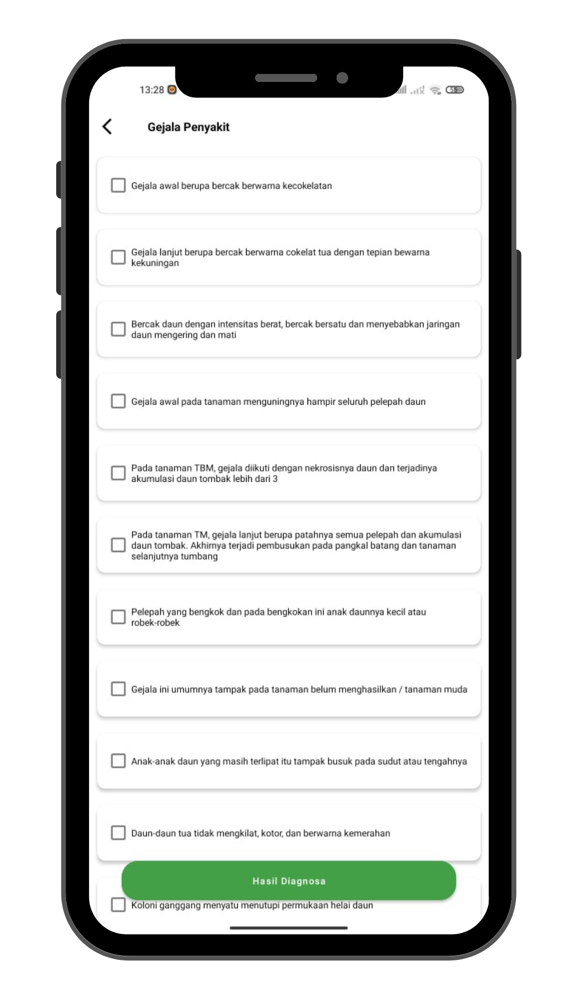 13:28
55
Gejala Penyakit
Gejala awal berupa bercak berwarna kecokelatan
Gejala lanjut berupa bercak berwarna cokelat tua dengan tepian bewarna
kekuningan
Bercak daun dengan intensitas berat, bercak bersatu dan menyebabkan jaringan
daun mengering dan mati
Gejala awal pada tanaman menguningnya hampir seluruh pelepah daun
Pada tanaman TBM, gejala diikuti dengan nekrosisnya daun dan terjadinya
akumulasi daun tombak lebih dari 3
Pada tanaman TM, gejala lanjut berupa patahnya semua pelepah dan akumulasi
daun tombak. Akhirnya terjadi pembusukan pada pangkal batang dan tanaman
selanjutnya tumbang
Pelepah yang bengkok dan pada bengkokan ini anak daunnya kecil atau
robek-robek
Gejala ini umumnya tampak pada tanaman belum menghasilkan / tanaman muda
Anak-anak daun yang masih terlipat itu tampak busuk pada sudut atau tengahnya
Daun-daun tua tidak mengkilat, kotor, dan berwarna kemerahan
Hasil Diagnosa
Koloni ganggang menyatu menutupi permukaan helai daun